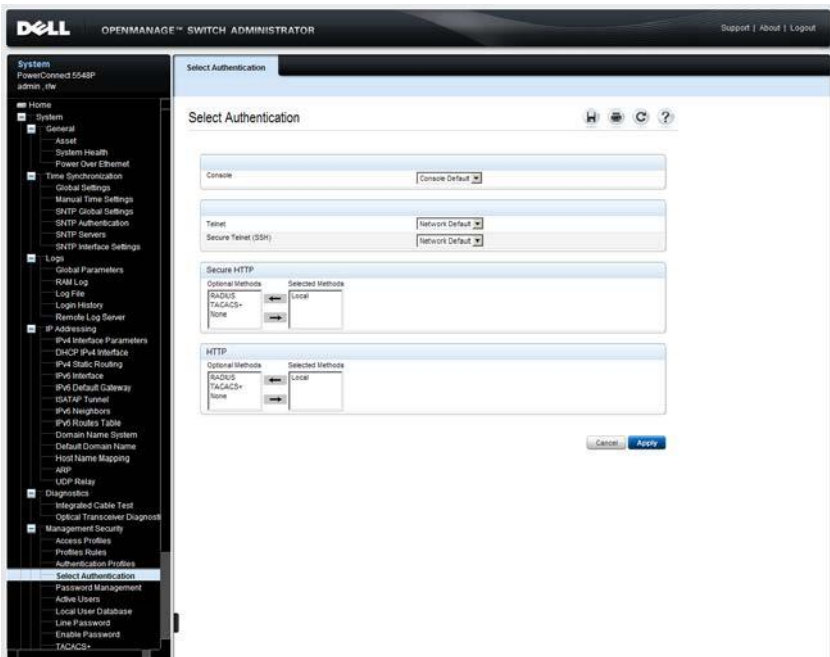 DELL
OPENMANAGE™ SWITCH ADMINISTRATOR
Support | About | Logout
System
PowerConnect 5548P
admin , r/w
Home
System
General
Asset
System Health
Power Over Ethernet
Time Synchronization
Global Settings
Manual Time Settings
SNTP Global Settings
SNTP Authentication
SNTP Servers
SNTP Interface Settings
Logs
Global Parameters
RAM Log
Log File
Login History
Remote Log Server
IP Addressing
IPv4 Interface Parameters
DHCP IPv4 Interface
IPv4 Static Routing
IPv6 Interface
IPv6 Default Gateway
ISATAP Tunnel
IPv6 Neighbors
IPv6 Routes Table
Domain Name System
Default Domain Name
Host Name Mapping
ARP
UDP Relay
Diagnostics
Integrated Cable Test
Optical Transceiver Diagnosti
Management Security
Access Profiles
Profiles Rules
Authentication Profiles
Select Authentication
Password Management
Active Users
Local User Database
Line Password
Enable Password
TACACS+
Select Authentication
Select Authentication
?
Console
Console Default
Telnet
Network Default
Secure Telnet (SSH)
Network Default
Secure HTTP
Optional Methods
Selected Methods
RADIUS
TACACS+
None
Local
HTTP
Optional Methods
Selected Methods
RADIUS
TACACS+
None
Local
Cancel
Apply